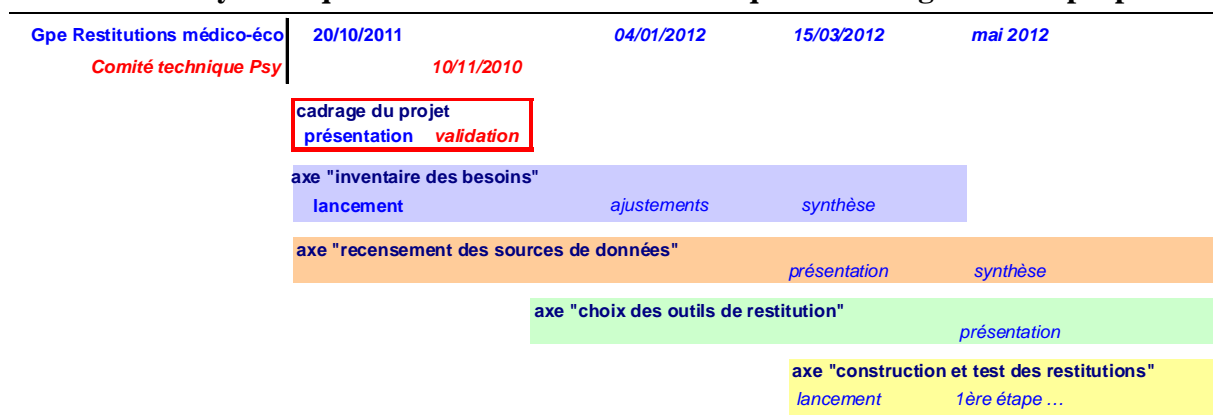 Gpe Restitutions médico-éco 20/10/2011 04/01/2012 15/03/2012 mai 2012
Comité technique Psy 10/11/2010
cadrage du projet
présentation validation
axe "inventaire des besoins"
lancement ajustements synthèse
axe "recensement des sources de données"
présentation synthèse
axe "choix des outils de restitution"
présentation
axe "construction et test des restitutions"
lancement 1ère étape …